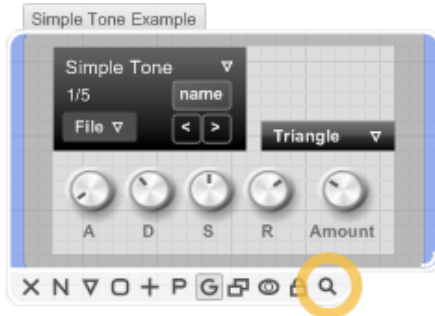 Simple Tone Example
Simple Tone
1/5
name
File
< >
Triangle
A D S R Amount
X N P G